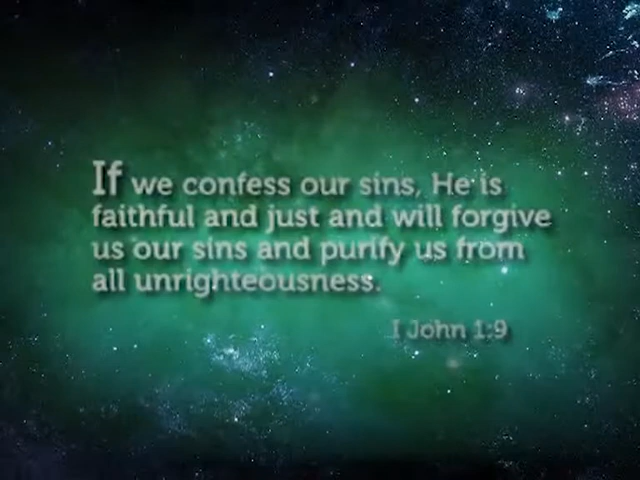 If we confess our sins, He is
faithful and just and will forgive
us our sins and purify us from
all unrighteousness.
I John 1:9